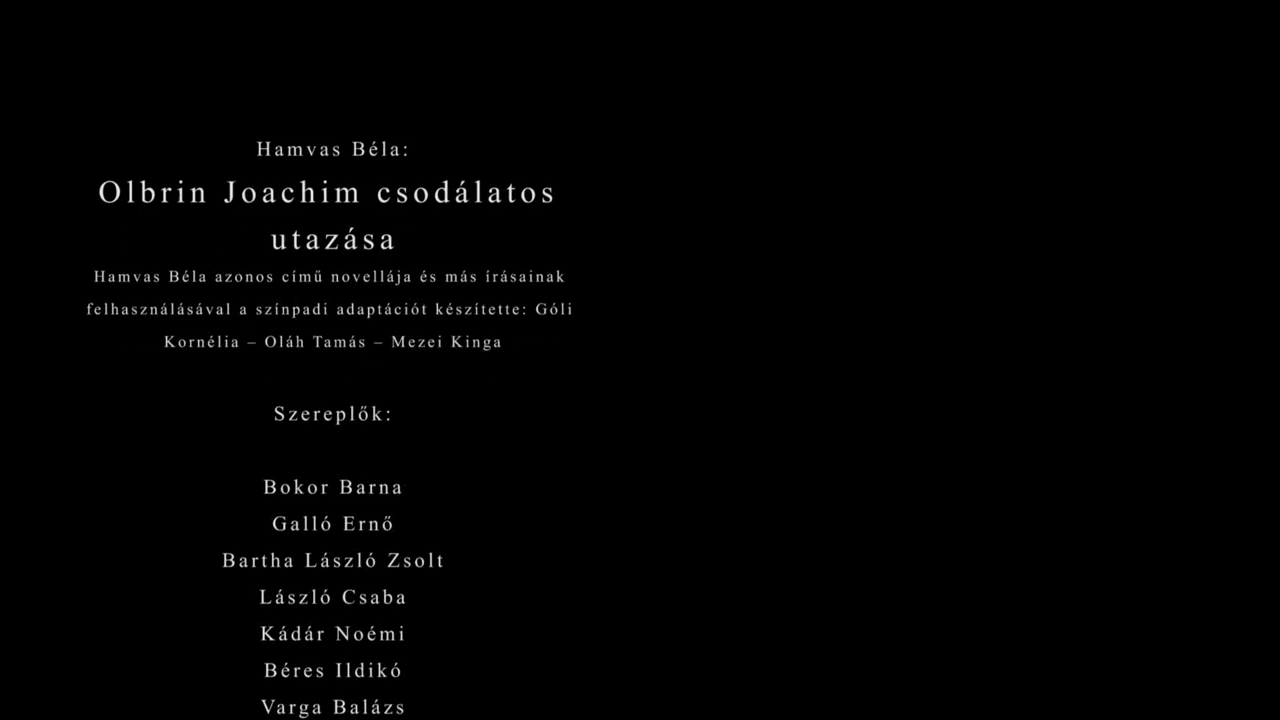 Hamvas Béla:
Olbrin Joachim csodálatos
utazása
Hamvas Béla azonos című novellája és más írásainak
felhasználásával a színpadi adaptációt készítette: Góli
Kornélia – Oláh Tamás – Mezei Kinga
Szereplők:
Bokor Barna
Galló Ernő
Bartha László Zsolt
László Csaba
Kádár Noémi
Béres Ildikó
Varga Balázs